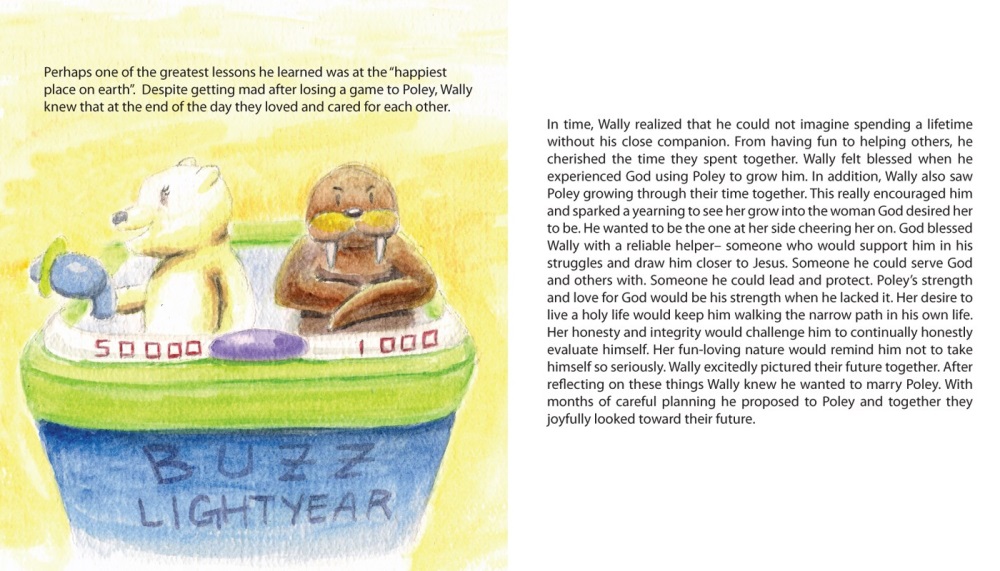 Perhaps one of the greatest lessons he learned was at the “happiest
place on earth”.  Despite getting mad after losing a game to Poley, Wally
knew that at the end of the day they loved and cared for each other.
50000
1000
BUZZ
LIGHTYEAR
In time, Wally realized that he could not imagine spending a lifetime
without his close companion. From having fun to helping others, he
cherished the time they spent together. Wally felt blessed when he
experienced God using Poley to grow him. In addition, Wally also saw
Poley growing through their time together. This really encouraged him
and sparked a yearning to see her grow into the woman God desired her
to be. He wanted to be the one at her side cheering her on. God blessed
Wally with a reliable helper– someone who would support him in his
struggles and draw him closer to Jesus. Someone he could serve God
and others with. Someone he could lead and protect. Poley’s strength
and love for God would be his strength when he lacked it. Her desire to
live a holy life would keep him walking the narrow path in his own life.
Her honesty and integrity would challenge him to continually honestly
evaluate himself. Her fun-loving nature would remind him not to take
himself so seriously. Wally excitedly pictured their future together. After
reflecting on these things Wally knew he wanted to marry Poley. With
months of careful planning he proposed to Poley and together they
joyfully looked toward their future.